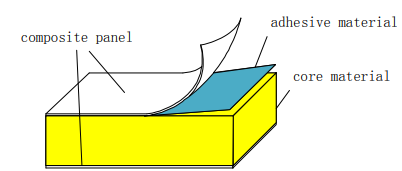 adhesive material
composite panel
core material